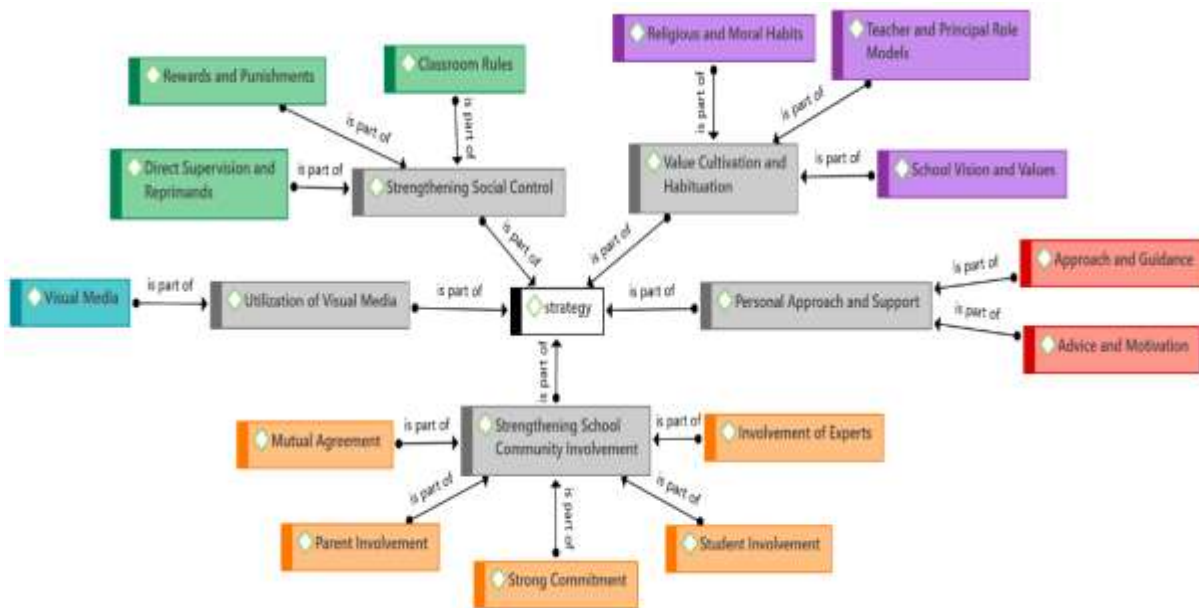 Religious and Moral Habits
Teacher and Principal Role
Models
Classroom Rules
Rewards and Punishments
is part of
is part of
is part of
is part of
Direct Supervision and
Reprimands
is part of
Strengthening Social Control
Value Cultivation and
Habituation
is part of
School Vision and Values
is part of
is part of
Approach and Guidance
is part of
Visual Media
is part of
Utilization of Visual Media
is part of
strategy
is part of
Personal Approach and Support
is part of
Advice and Motivation
is part of
Mutual Agreement
is part of
Strengthening School
Community Involvement
is part of
Involvement of Experts
is part of
is part of
is part of
Parent Involvement
Strong Commitment
Student Involvement